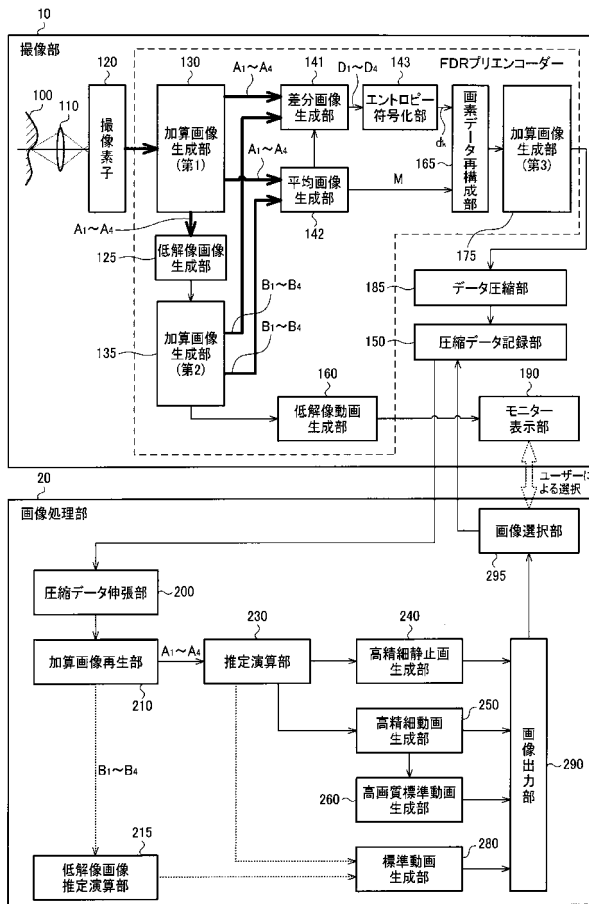 10
撮像部
120
撮像素子
100
110
130
加算画像
生成部
(第1)
A1〜A4
A1〜A4
A1〜A4
141
差分画像
生成部
D1〜D4
143
エントロピー
符号化部
FDRプリエンコーダー
dk
165
画素データ再構成部
加算画像
生成部
(第3)
175
平均画像
生成部
142
M
125
低解像画像
生成部
135
加算画像
生成部
(第2)
B1〜B4
B1〜B4
185
データ圧縮部
150
圧縮データ記録部
160
低解像動画
生成部
190
モニター
表示部
ユーザーに
よる選択
20
画像処理部
画像選択部
295
圧縮データ伸張部
200
加算画像再生部
210
A1〜A4
230
推定演算部
240
高精細静止画
生成部
250
高精細動画
生成部
260
高画質標準動画
生成部
画像出力部
290
B1〜B4
215
低解像画像
推定演算部
280
標準動画
生成部